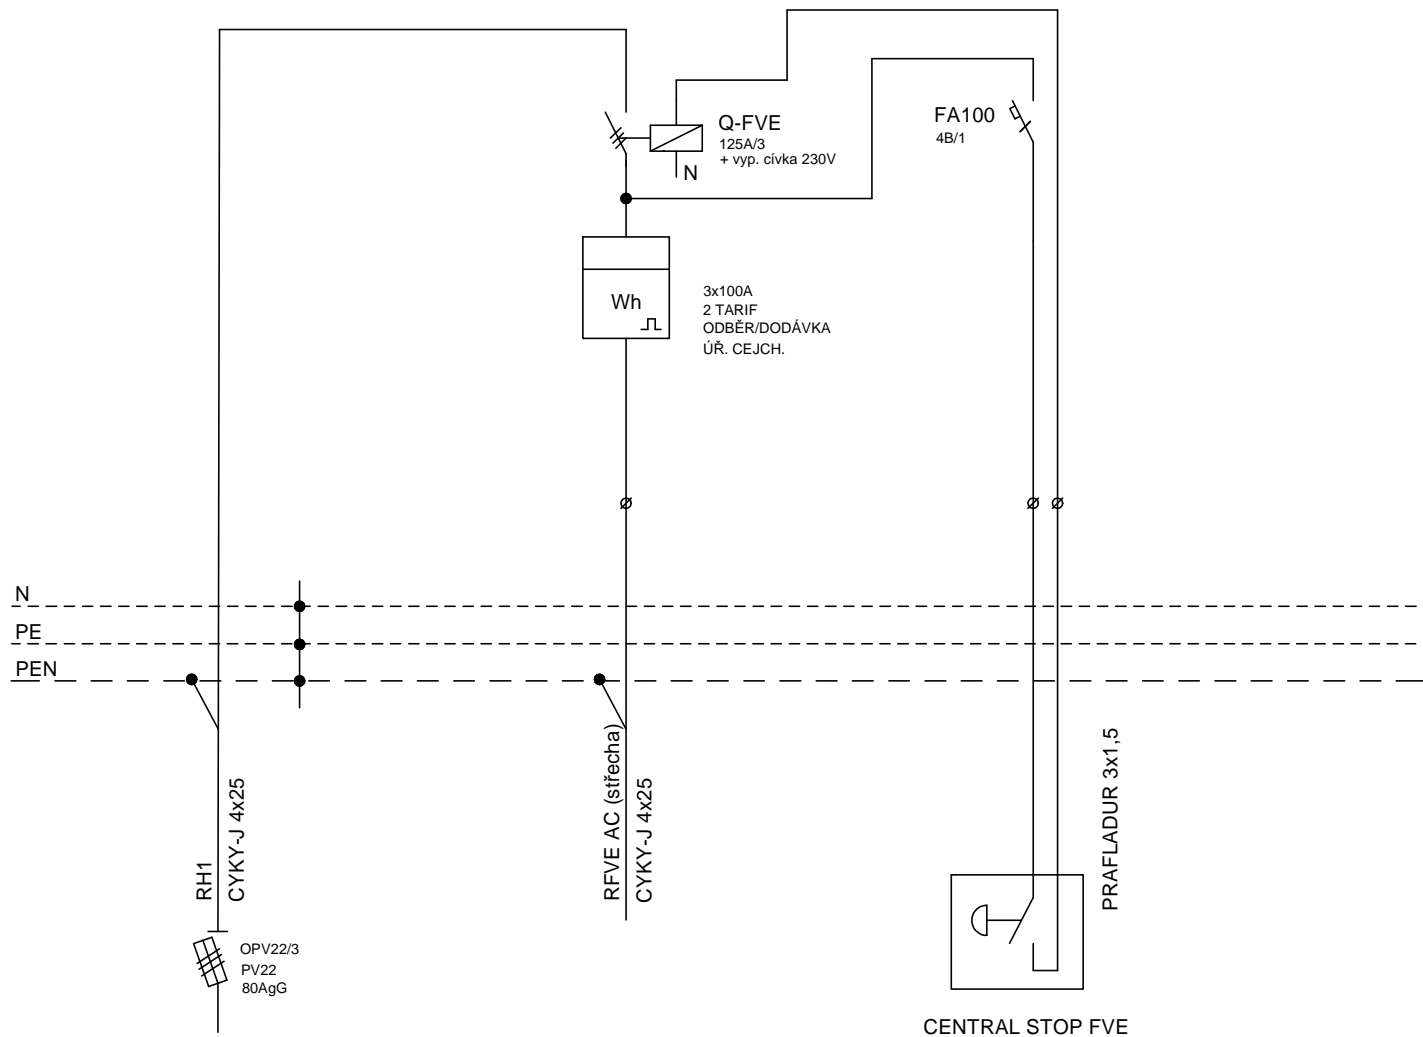 Q-FVE
125A/3
+ vyp. cívka 230V
N
FA100
4B/1
Wh
3x100A
2 TARIF
ODBĚR/DODÁVKA
ÚŘ. CEJCH.
N
PE
PEN
RH1
CYKY-J 4x25
RFVE AC (střecha)
CYKY-J 4x25
PRAFLADUR 3x1,5
OPV22/3
PV22
80AgG
CENTRAL STOP FVE